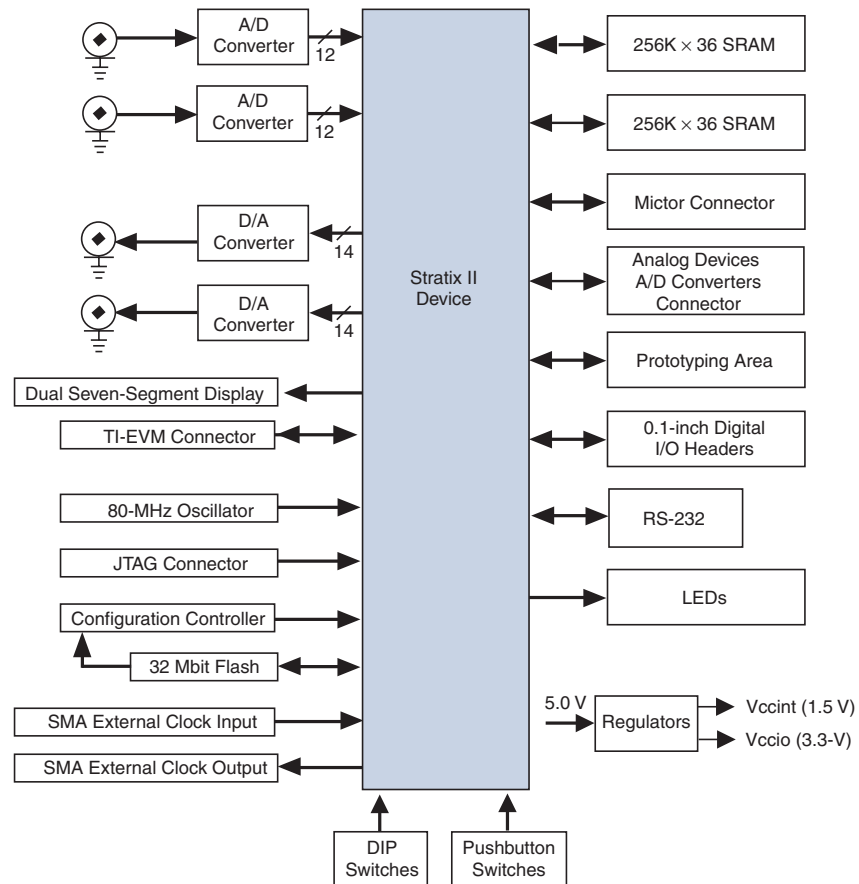 A/D
Converter
12
A/D
Converter
12
D/A
Converter
14
D/A
Converter
14
Dual Seven-Segment Display
TI-EVM Connector
80-MHz Oscillator
JTAG Connector
Configuration Controller
32 Mbit Flash
SMA External Clock Input
SMA External Clock Output
Stratix II
Device
256K × 36 SRAM
256K × 36 SRAM
Mictor Connector
Analog Devices
A/D Converters
Connector
Prototyping Area
0.1-inch Digital
I/O Headers
RS-232
LEDs
5.0 V
Regulators
Vccint (1.5 V)
Vccio (3.3-V)
DIP
Switches
Pushbutton
Switches